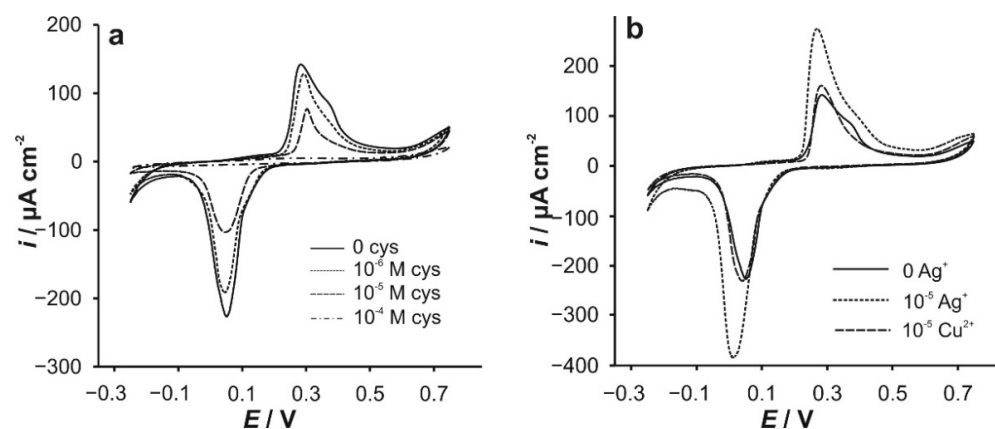 a
200
100
0
−100
−200
−300
i / µA cm⁻²
−0.3
−0.1
0.1
0.3
0.5
0.7
E / V
0 cys
10⁻⁶ M cys
10⁻⁵ M cys
10⁻⁴ M cys
b
200
100
0
−100
−200
−300
−400
i / µA cm⁻²
−0.3
−0.1
0.1
0.3
0.5
0.7
E / V
0 Ag⁺
10⁻⁵ Ag⁺
10⁻⁵ Cu²⁺